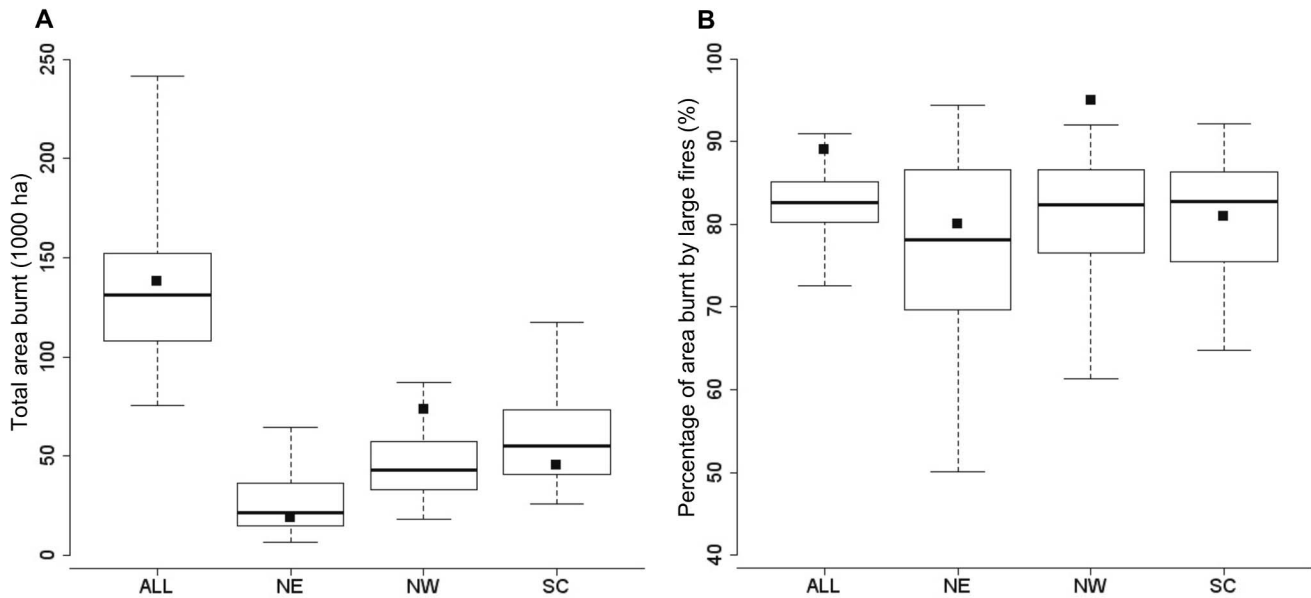 A
Total area burnt (1000 ha)
250
200
150
100
50
0
ALL NE NW SC
B
Percentage of area burnt by large fires (%)
100
90
80
70
60
50
40
ALL NE NW SC